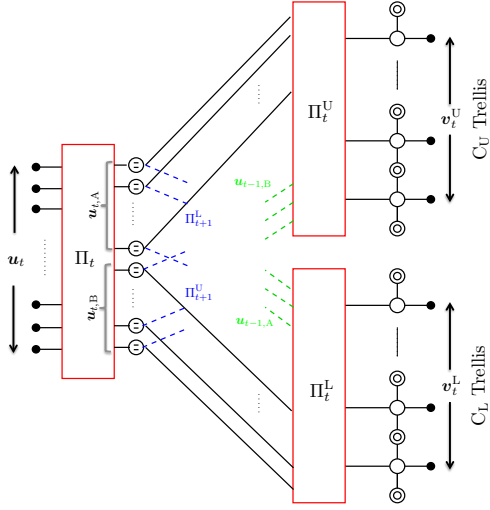 Π_t^U
v_t^U
C_U Trellis
u_{t−1,B}
u_{t,A}
Π_{t+1}^L
u_t
Π_t
u_{t,B}
Π_{t+1}^U
u_{t−1,A}
Π_t^L
v_t^L
C_L Trellis
=
=
=
=
=
=